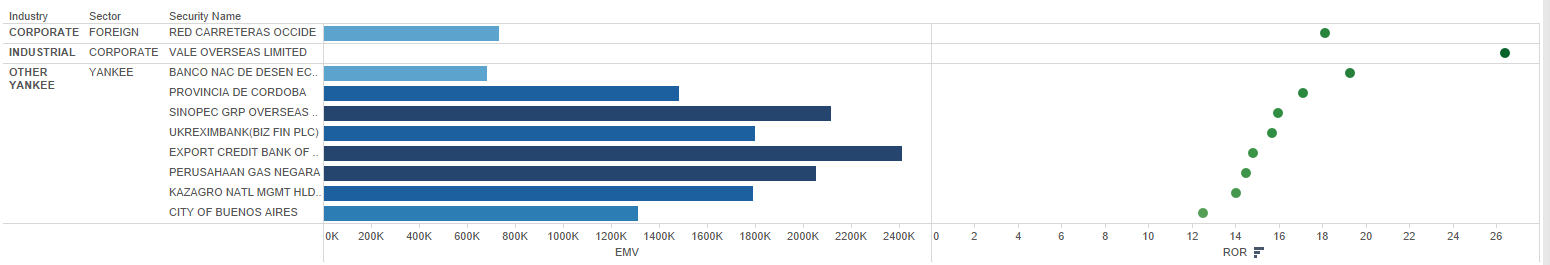 Industry Sector Security Name
CORPORATE FOREIGN RED CARRETERAS OCCIDE
INDUSTRIAL CORPORATE VALE OVERSEAS LIMITED
OTHER YANKEE BANCO NAC DE DESEN EC..
YANKEE PROVINCIA DE CORDOBA
SINOPEC GRP OVERSEAS ..
UKREXIMBANK(BIZ FIN PLC)
EXPORT CREDIT BANK OF ..
PERUSAHAAN GAS NEGARA
KAZAGRO NATL MGMT HLD..
CITY OF BUENOS AIRES
0K 200K 400K 600K 800K 1000K 1200K 1400K 1600K 1800K 2000K 2200K 2400K 0 2 4 6 8 10 12 14 16 18 20 22 24 26
EMV ROR